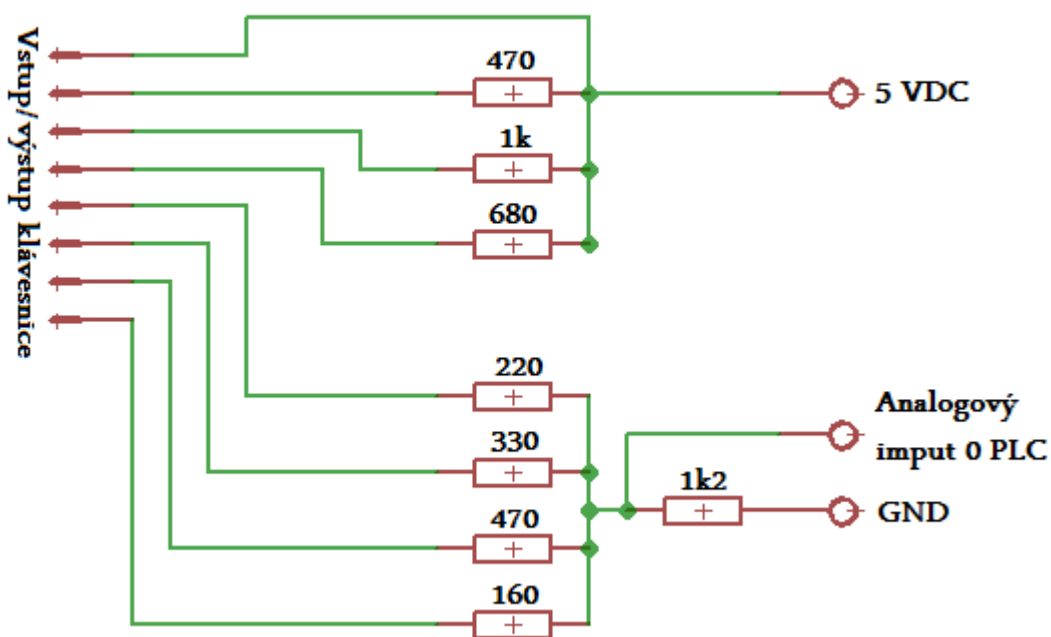 Vstup/výstup klávesnice
470
5 VDC
1k
680
220
Analogový
330
imput 0 PLC
1k2
GND
470
160